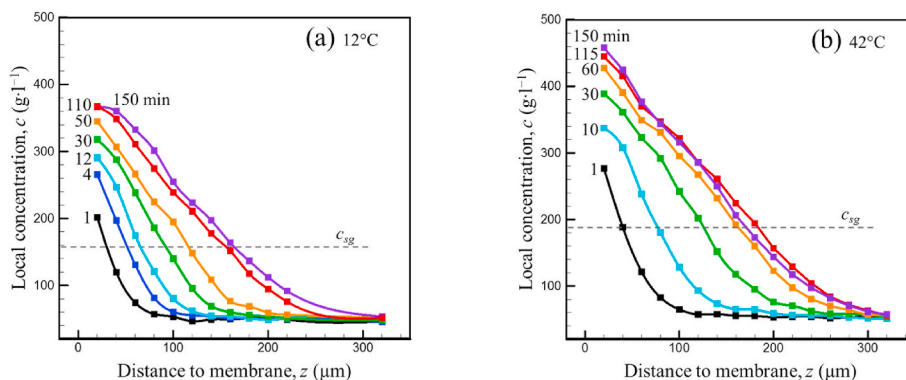 (a) 12°C
500
400
300
200
100
Local concentration, c (g·l⁻¹)
110
150 min
50
30
12
4
1
c_sg
0
100
200
300
Distance to membrane, z (μm)
(b) 42°C
500
400
300
200
100
Local concentration, c (g·l⁻¹)
150 min
115
60
30
10
1
c_sg
0
100
200
300
Distance to membrane, z (μm)